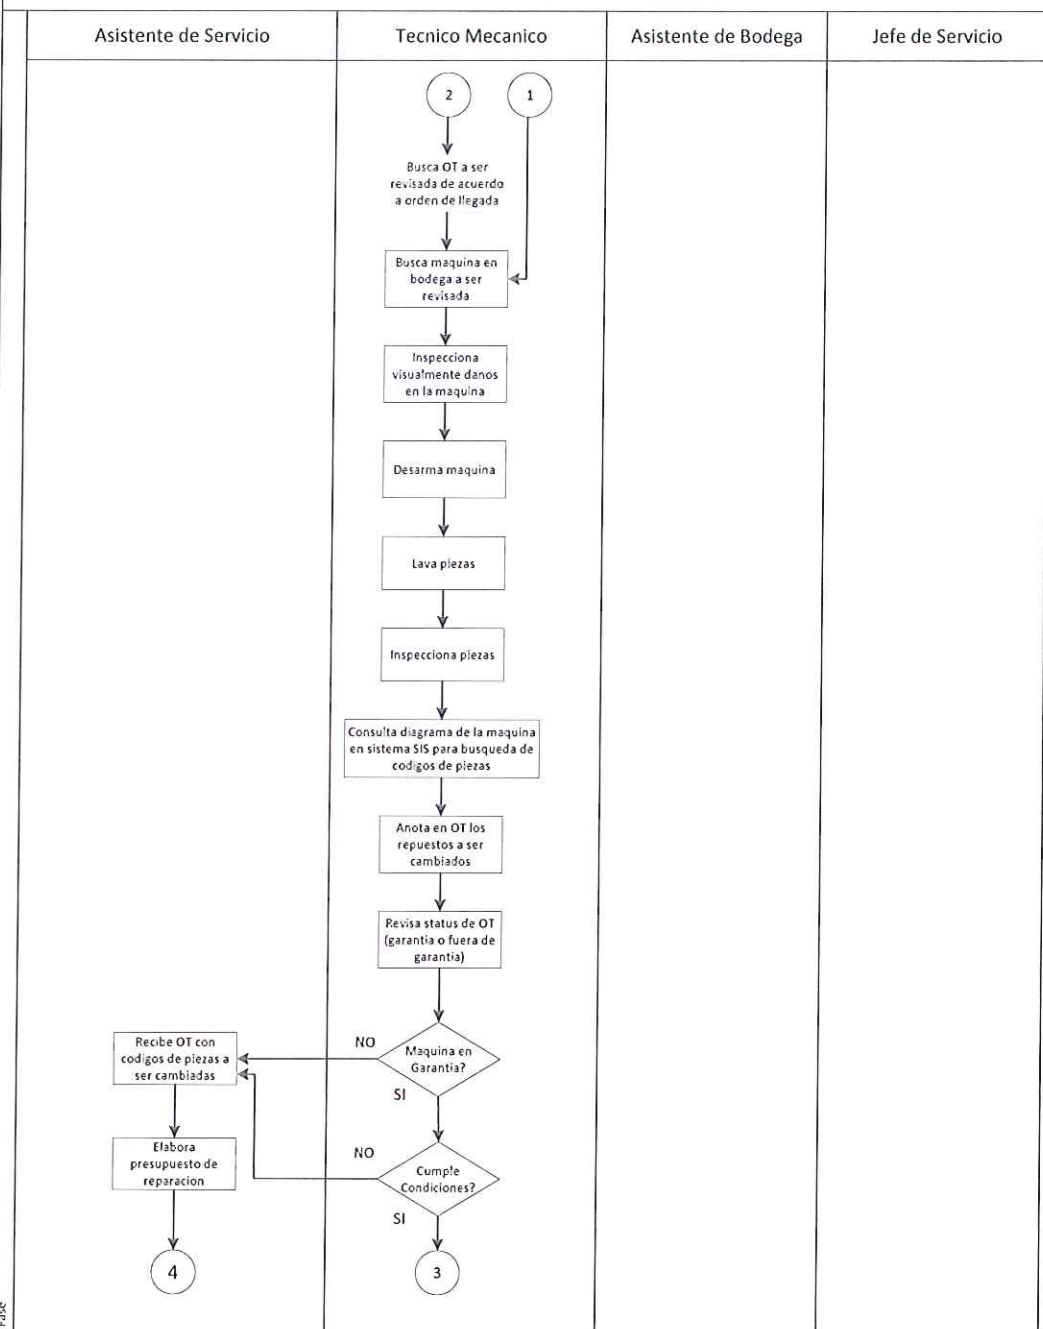 Asistente de Servicio
Tecnico Mecanico
Asistente de Bodega
Jefe de Servicio
2
1
Busca OT a ser
revisada de acuerdo
a orden de llegada
Busca maquina en
bodega a ser
revisada
Inspecciona
visualmente danos
en la maquina
Desarma maquina
Lava piezas
Inspecciona piezas
Consulta diagrama de la maquina
en sistema SIS para busqueda de
codigos de piezas
Anota en OT los
repuestos a ser
cambiados
Revisa status de OT
(garantia o fuera de
garantia)
Maquina en
Garantia?
NO
SI
Recibe OT con
codigos de piezas a
ser cambiadas
Elabora
presupuesto de
reparacion
Cumple
Condiciones?
NO
SI
4
3
Fase